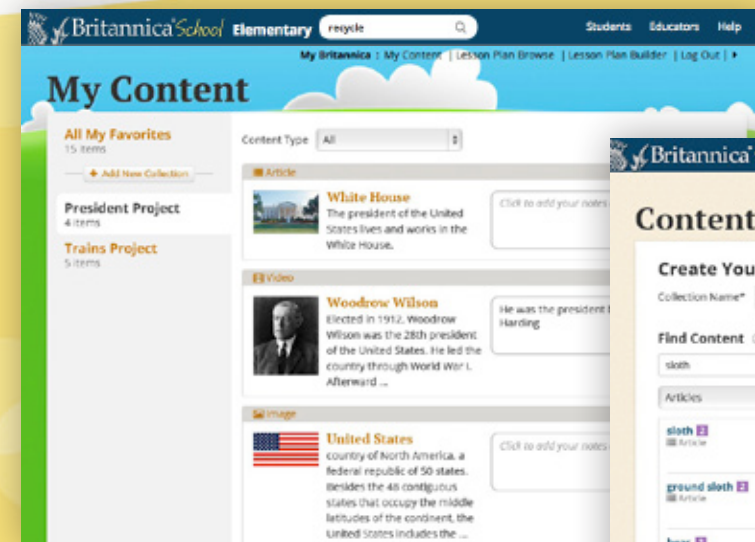 Britannica School Elementary recycle Students Educators Help
My Britannica : My Content | Lesson Plan Browse | Lesson Plan Builder | Log Out |
My Content
All My Favorites
15 items
+ Add New Collection
President Project
4 items
Trains Project
5 items
Content Type All
Article
White House
The president of the United
States lives and works in the
White House.
Click to add your notes
Video
Woodrow Wilson
Elected in 1912, Woodrow
Wilson was the 28th president
of the United States. He led the
country through World War I.
Afterward ...
He was the president
Harding
Image
United States
country of North America, a
federal republic of 50 states.
Besides the 48 contiguous
states that occupy the middle
latitudes of the continent, the
United States includes the ...
Click to add your notes
Britannica
Content
Create You
Collection Name*
Find Content
sloth
Articles
sloth 2
Article
ground sloth 2
Article